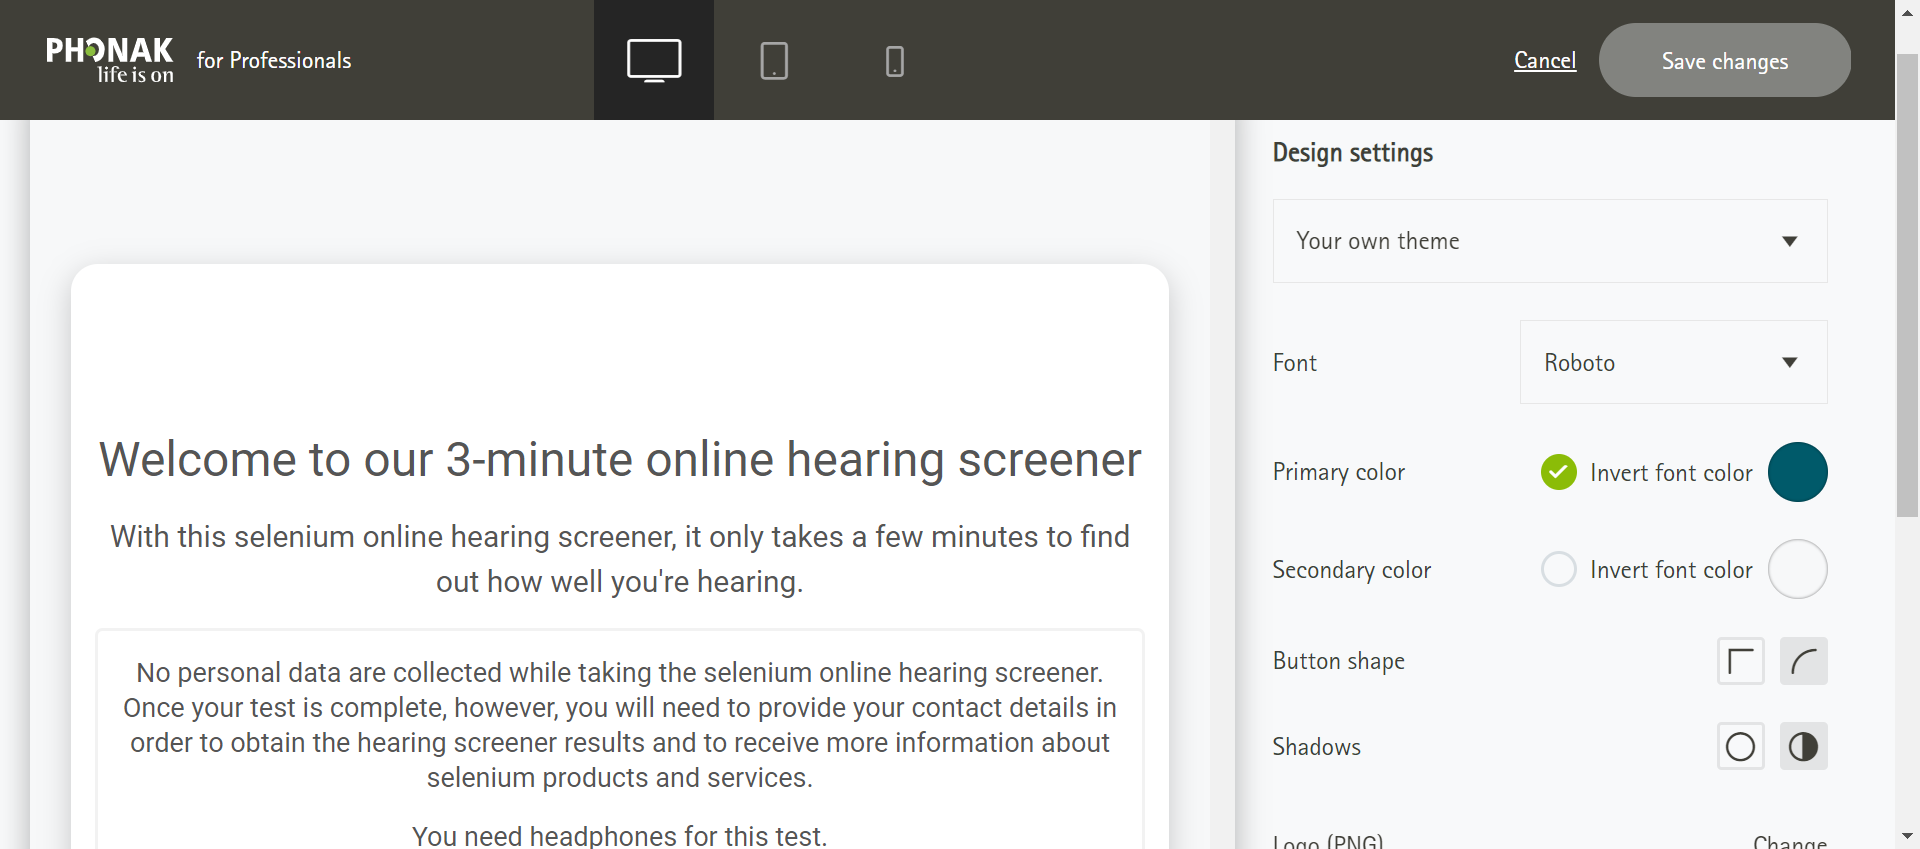 PHONAK
life is on
for Professionals
Cancel
Save changes
Design settings
Your own theme
Font
Roboto
Primary color
Invert font color
Secondary color
Invert font color
Button shape
Shadows
Logo (PNG)
Change
Welcome to our 3-minute online hearing screener
With this selenium online hearing screener, it only takes a few minutes to find
out how well you're hearing.
No personal data are collected while taking the selenium online hearing screener.
Once your test is complete, however, you will need to provide your contact details in
order to obtain the hearing screener results and to receive more information about
selenium products and services.
You need headphones for this test.